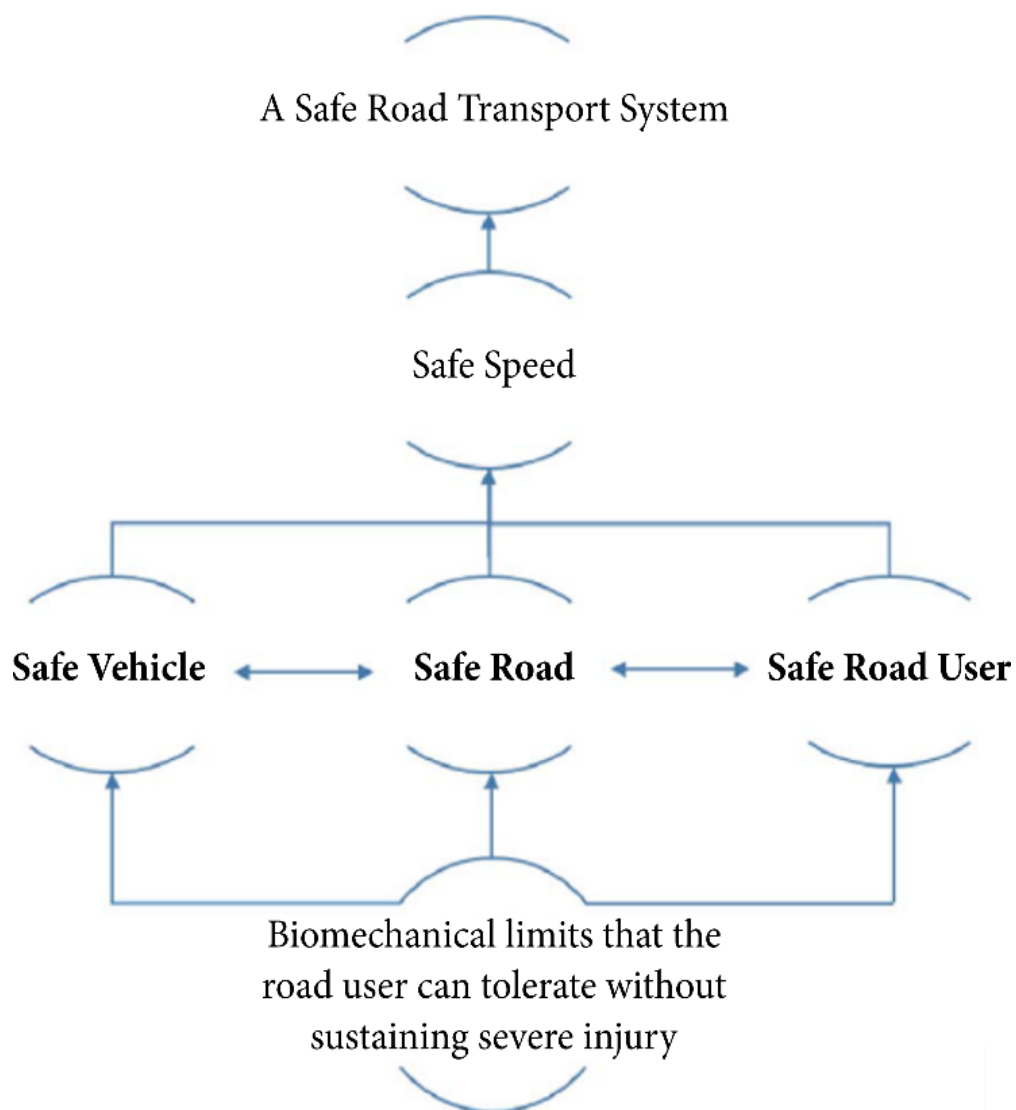 A Safe Road Transport System
Safe Speed
Safe Vehicle
Safe Road
Safe Road User
Biomechanical limits that the
road user can tolerate without
sustaining severe injury